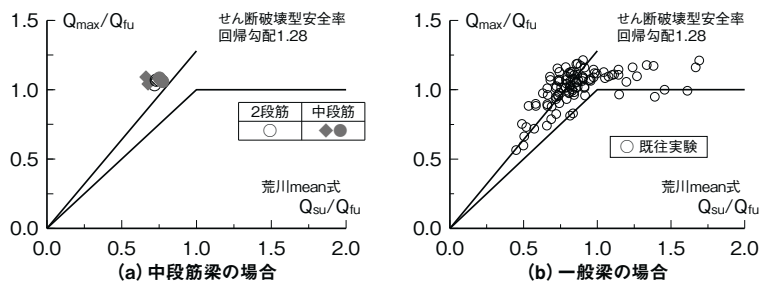 Qmax/Qfu
せん断破壊型安全率
回帰勾配1.28
1.5
1.0
0.5
0.0
2段筋 中段筋
荒川mean式
Qsu/Qfu
0.0 0.5 1.0 1.5 2.0
(a) 中段筋梁の場合
Qmax/Qfu
せん断破壊型安全率
回帰勾配1.28
1.5
1.0
0.5
0.0
既往実験
荒川mean式
Qsu/Qfu
0.0 0.5 1.0 1.5 2.0
(b) 一般梁の場合